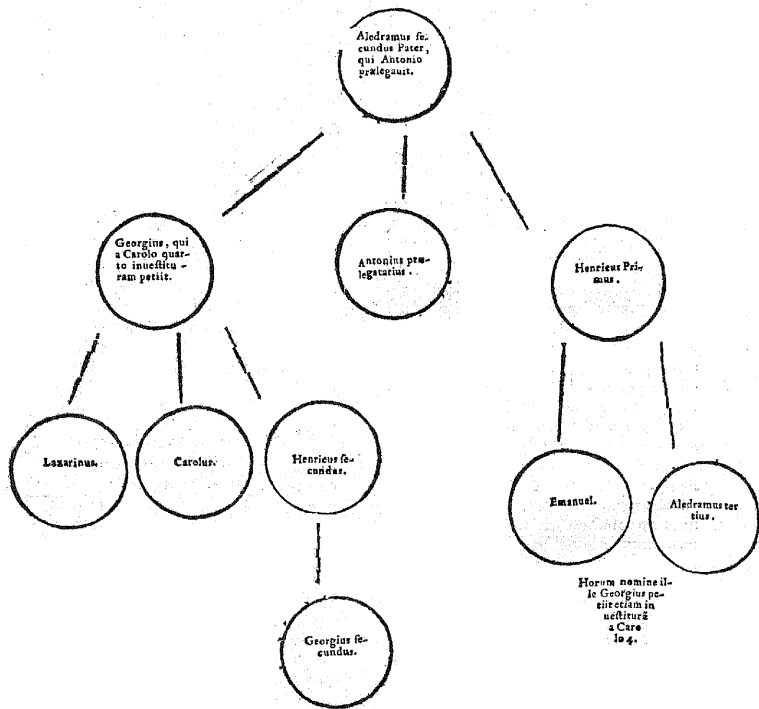 Aledramus ſe-
cundus Pater,
qui Antonio
prælegauit.
Georgius, qui
a Carolo quar-
to inueſtitu-
ram petiit.
Antonius præ-
legatarius.
Henricus Pri-
mus.
Lazarinus.
Carolus.
Henricus ſe-
cundus.
Emanuel.
Aledramus ter
tius.
Georgius ſe-
cundus.
Horum nomine il-
le Georgius pe-
tiit etiam in
ueſtiturã
a Caro
lo 4.